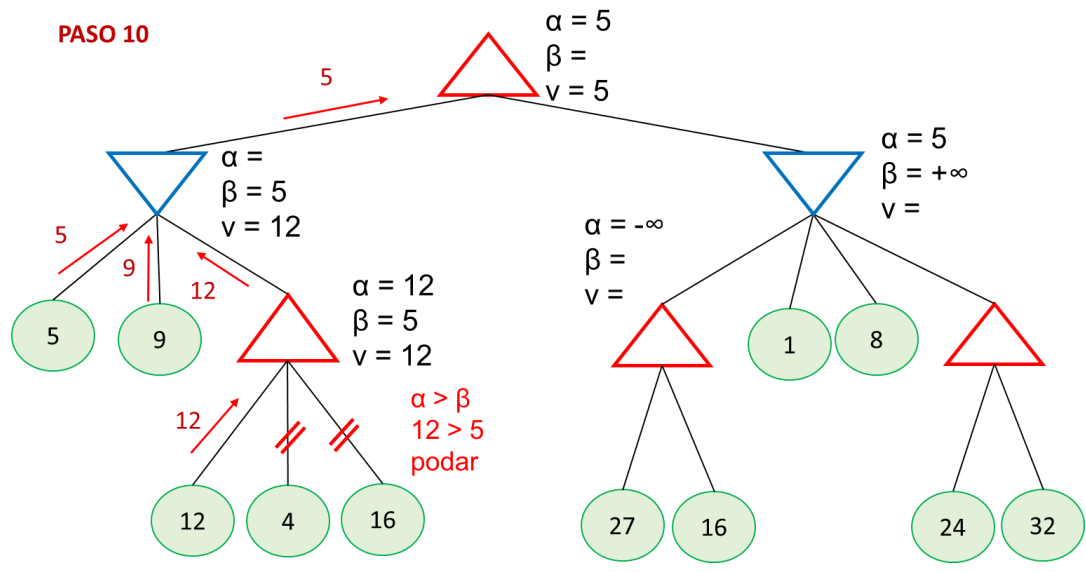 PASO 10
α = 5
β =
v = 5
5
α =
β = 5
v = 12
α = 5
β = +∞
v =
5
9
12
α = -∞
β =
v =
5
9
α = 12
β = 5
v = 12
1
8
12
α > β
12 > 5
podar
12
4
16
27
16
24
32